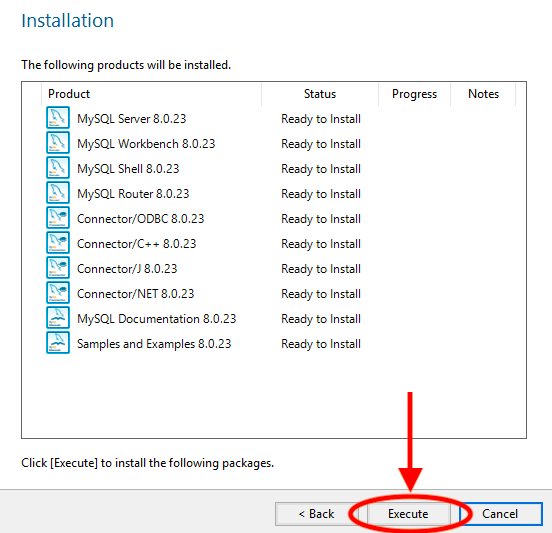 Installation
The following products will be installed.
Product Status Progress Notes
MySQL Server 8.0.23 Ready to Install
MySQL Workbench 8.0.23 Ready to Install
MySQL Shell 8.0.23 Ready to Install
MySQL Router 8.0.23 Ready to Install
Connector/ODBC 8.0.23 Ready to Install
Connector/C++ 8.0.23 Ready to Install
Connector/J 8.0.23 Ready to Install
Connector/NET 8.0.23 Ready to Install
MySQL Documentation 8.0.23 Ready to Install
Samples and Examples 8.0.23 Ready to Install
Click [Execute] to install the following packages.
< Back Execute Cancel